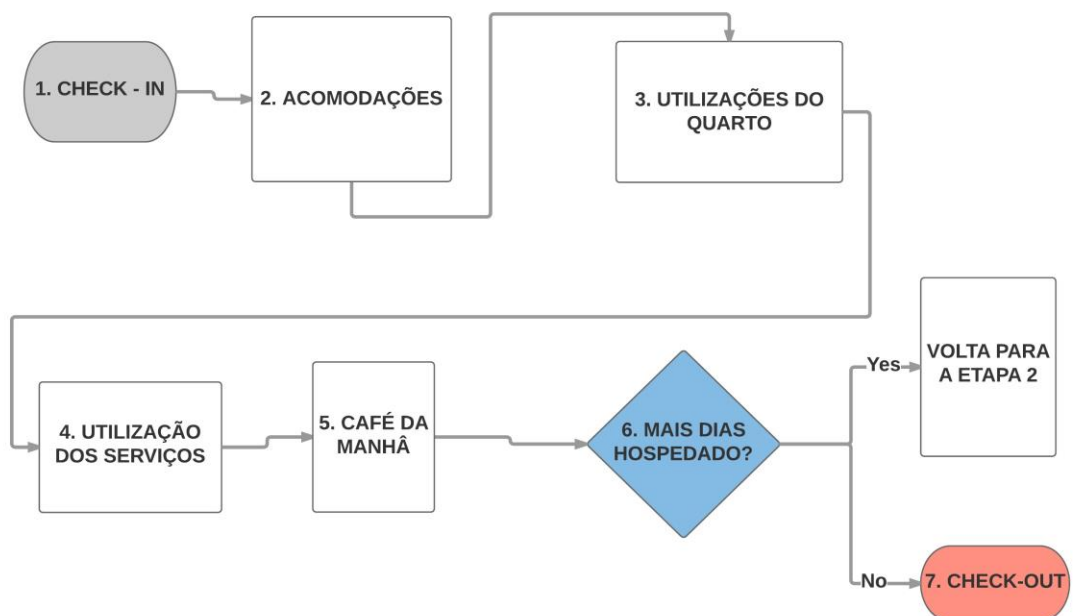 1. CHECK - IN
2. ACOMODAÇÕES
3. UTILIZAÇÕES DO
QUARTO
4. UTILIZAÇÃO
DOS SERVIÇOS
5. CAFÉ DA
MANHÂ
6. MAIS DIAS
HOSPEDADO?
Yes
VOLTA PARA
A ETAPA 2
No
7. CHECK-OUT